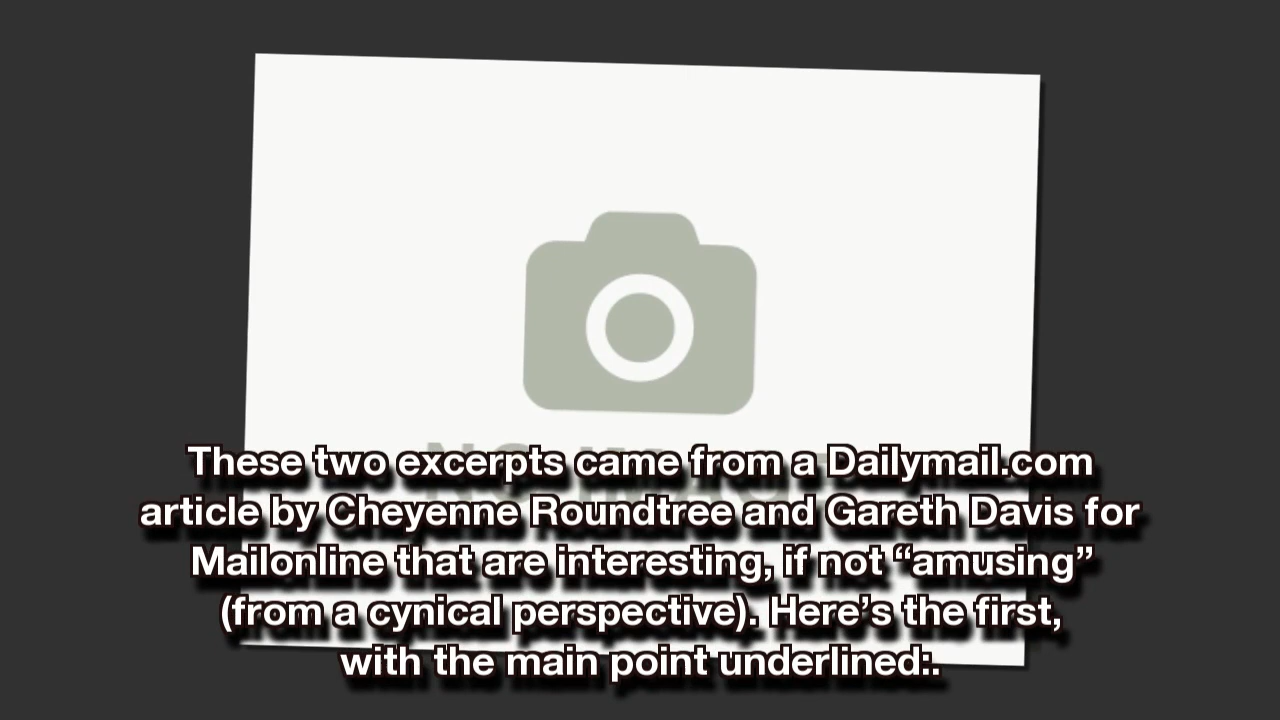 These two excerpts came from a Dailymail.com
article by Cheyenne Roundtree and Gareth Davis for
Mailonline that are interesting, if not “amusing”
(from a cynical perspective). Here’s the first,
with the main point underlined:.